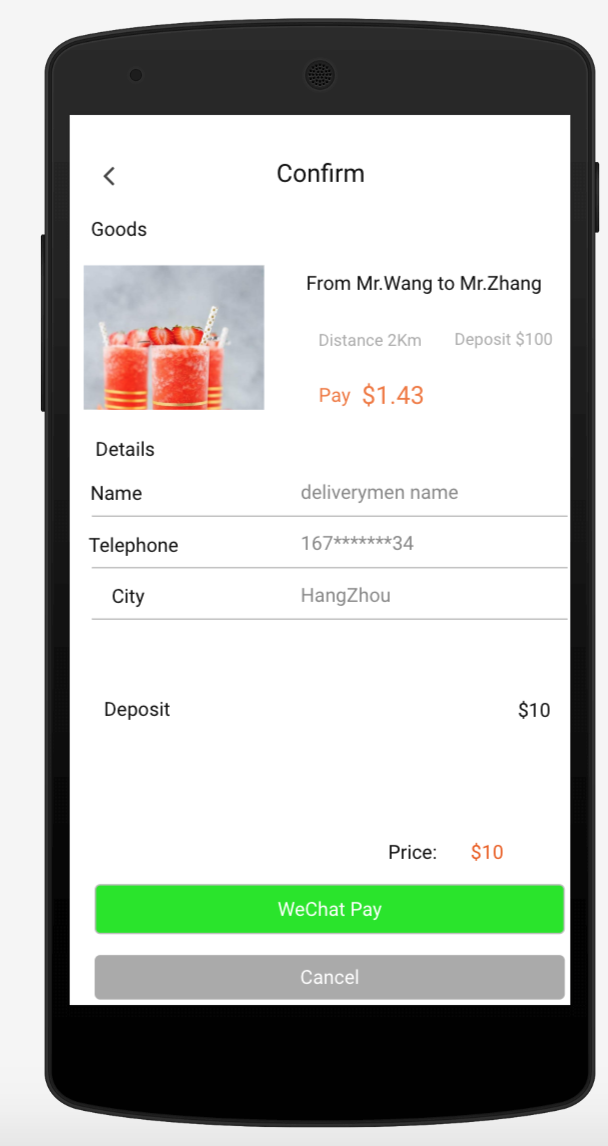 Confirm
Goods
From Mr.Wang to Mr.Zhang
Distance 2Km Deposit $100
Pay $1.43
Details
Name deliverymen name
Telephone 167*******34
City HangZhou
Deposit $10
Price: $10
WeChat Pay
Cancel